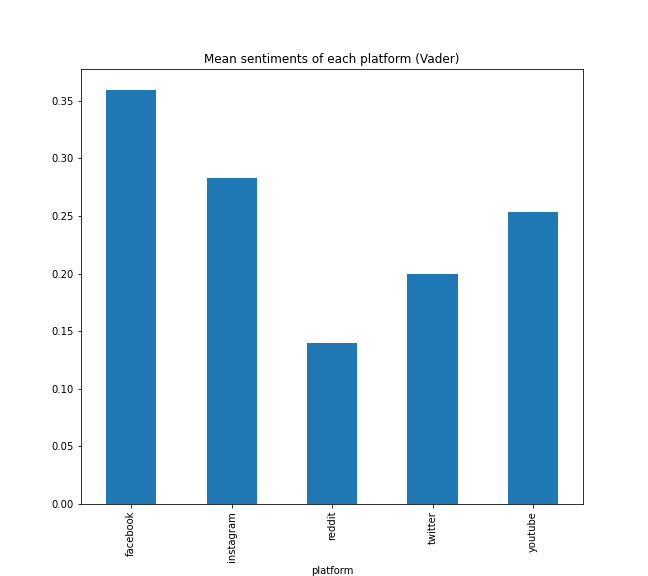 Mean sentiments of each platform (Vader)
0.35
0.30
0.25
0.20
0.15
0.10
0.05
0.00
facebook
instagram
reddit
twitter
youtube
platform